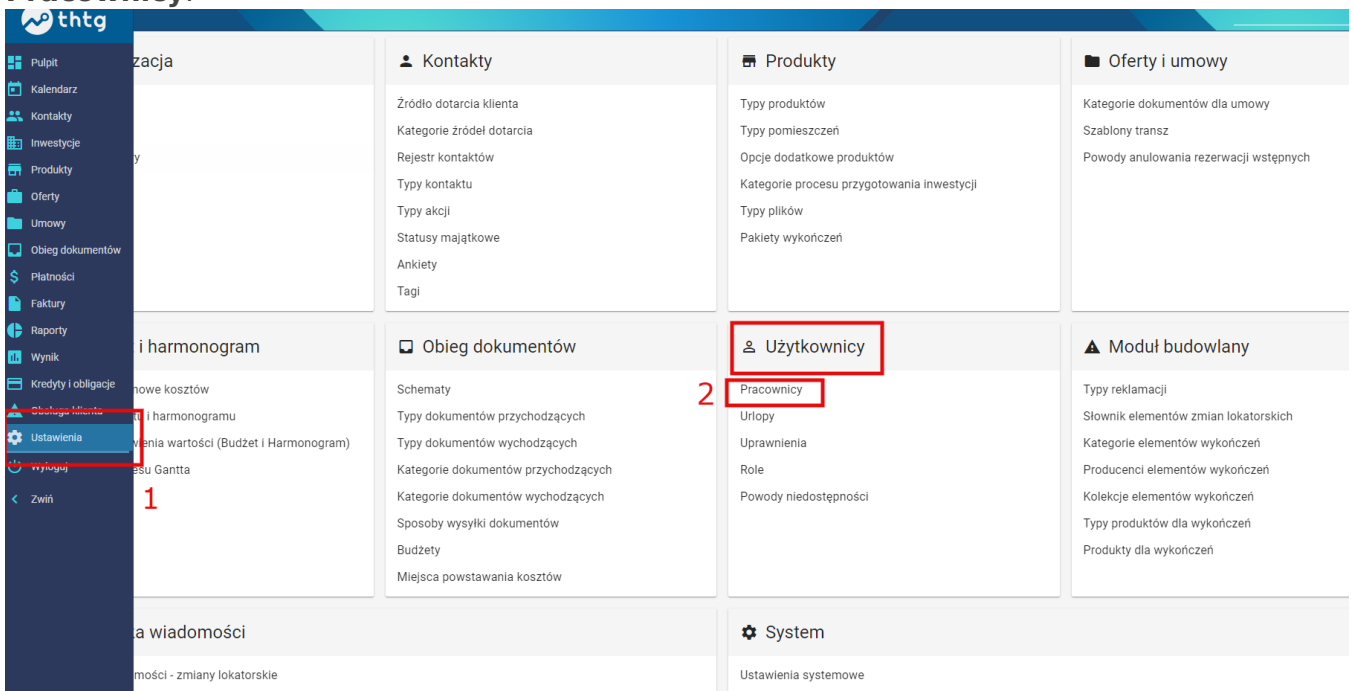 Pracownicy.
thtg
Pulpit
Kalendarz
Kontakty
Inwestycje
Produkty
Oferty
Umowy
Obieg dokumentów
Płatności
Faktury
Raporty
Wynik
Kredyty i obligacje
Obsługa klienta
Ustawienia
Wyloguj
Zwiń
1
zacja
y
Kontakty
Źródło dotarcia klienta
Kategorie źródeł dotarcia
Rejestr kontaktów
Typy kontaktu
Typy akcji
Statusy majątkowe
Ankiety
Tagi
Produkty
Typy produktów
Typy pomieszczeń
Opcje dodatkowe produktów
Kategorie procesu przygotowania inwestycji
Typy plików
Pakiety wykończeń
Oferty i umowy
Kategorie dokumentów dla umowy
Szablony transz
Powody anulowania rezerwacji wstępnych
i harmonogram
nowe kosztów
tu i harmonogramu
wienia wartości (Budżet i Harmonogram)
esu Gantta
Obieg dokumentów
Schematy
Typy dokumentów przychodzących
Typy dokumentów wychodzących
Kategorie dokumentów przychodzących
Kategorie dokumentów wychodzących
Sposoby wysyłki dokumentów
Budżety
Miejsca powstawania kosztów
Użytkownicy
2
Pracownicy
Urlopy
Uprawnienia
Role
Powody niedostępności
Moduł budowlany
Typy reklamacji
Słownik elementów zmian lokatorskich
Kategorie elementów wykończeń
Producenci elementów wykończeń
Kolekcje elementów wykończeń
Typy produktów dla wykończeń
Produkty dla wykończeń
ka wiadomości
mości - zmiany lokatorskie
System
Ustawienia systemowe